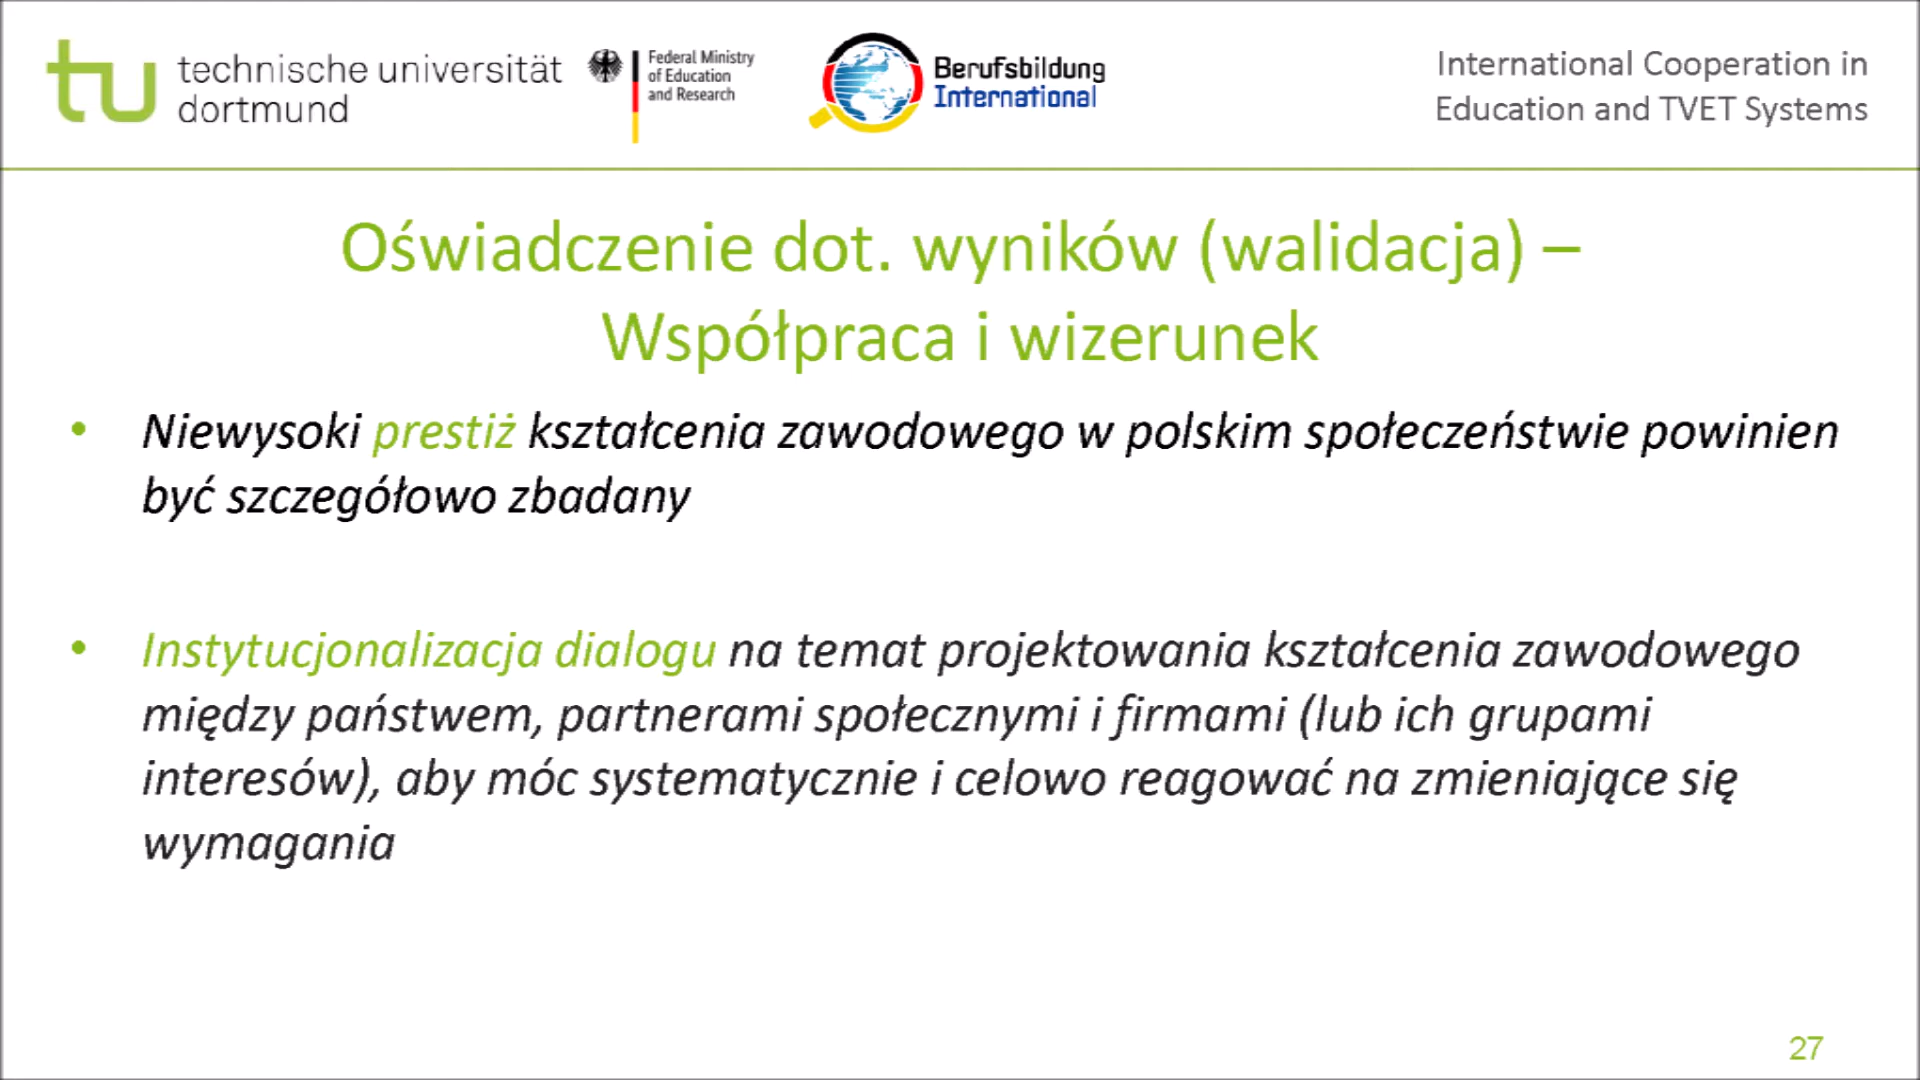 technische universität
dortmund
Federal Ministry
of Education
and Research
Berufsbildung
International
International Cooperation in
Education and TVET Systems
Oświadczenie dot. wyników (walidacja) –
Współpraca i wizerunek
• Niewysoki prestiż kształcenia zawodowego w polskim społeczeństwie powinien
być szczegółowo zbadany
• Instytucjonalizacja dialogu na temat projektowania kształcenia zawodowego
między państwem, partnerami społecznymi i firmami (lub ich grupami
interesów), aby móc systematycznie i celowo reagować na zmieniające się
wymagania
27